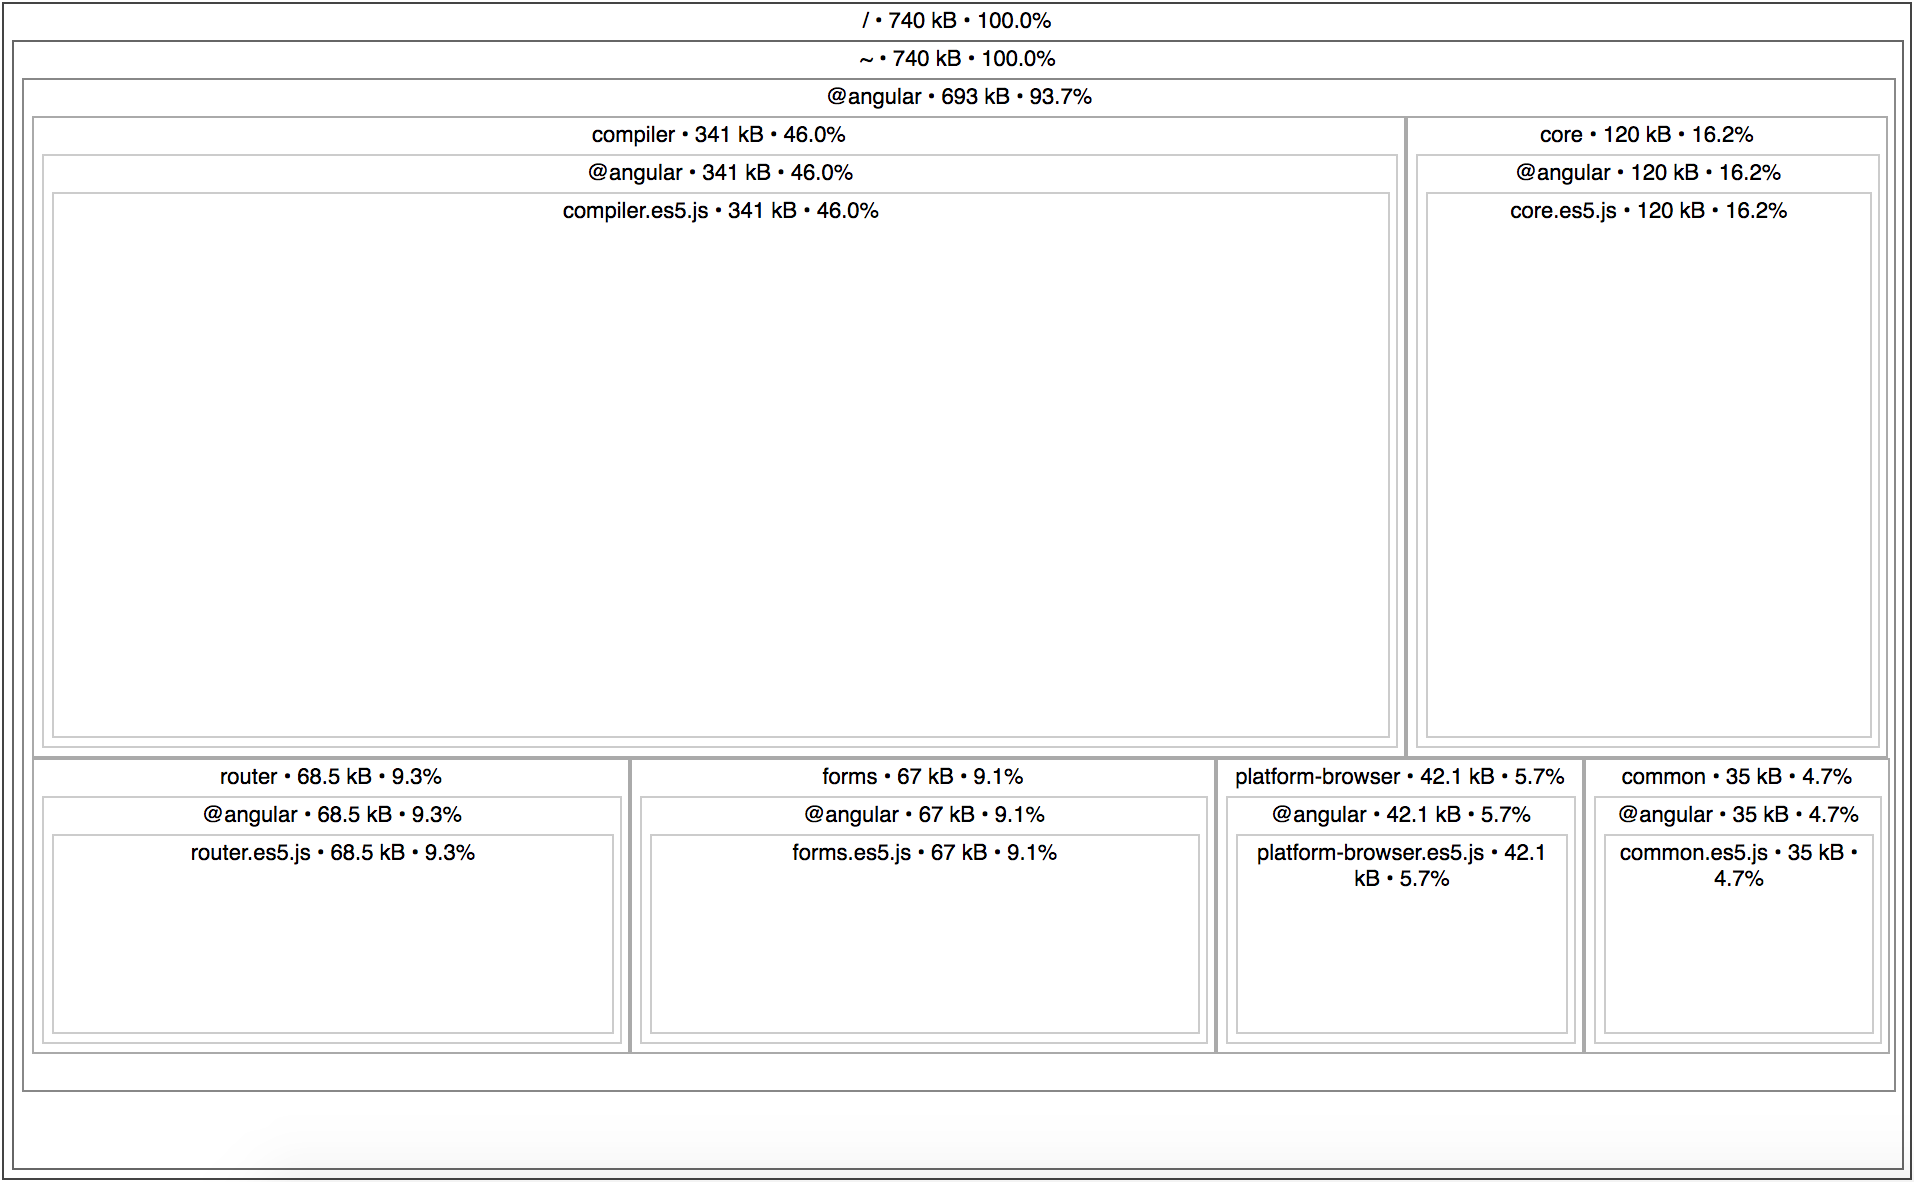 / • 740 kB • 100.0%
~ • 740 kB • 100.0%
@angular • 693 kB • 93.7%
compiler • 341 kB • 46.0%
@angular • 341 kB • 46.0%
compiler.es5.js • 341 kB • 46.0%
core • 120 kB • 16.2%
@angular • 120 kB • 16.2%
core.es5.js • 120 kB • 16.2%
router • 68.5 kB • 9.3%
@angular • 68.5 kB • 9.3%
router.es5.js • 68.5 kB • 9.3%
forms • 67 kB • 9.1%
@angular • 67 kB • 9.1%
forms.es5.js • 67 kB • 9.1%
platform-browser • 42.1 kB • 5.7%
@angular • 42.1 kB • 5.7%
platform-browser.es5.js • 42.1
kB • 5.7%
common • 35 kB • 4.7%
@angular • 35 kB • 4.7%
common.es5.js • 35 kB •
4.7%